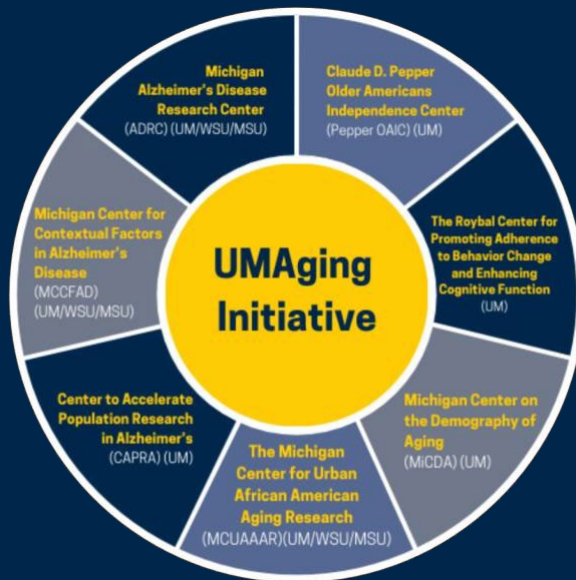 Michigan
Alzheimer's Disease
Research Center
(ADRC) (UM/WSU/MSU)
Claude D. Pepper
Older Americans
Independence Center
(Pepper OAIC) (UM)
The Roybal Center for
Promoting Adherence
to Behavior Change
and Enhancing
Cognitive Function
(UM)
Michigan Center on
the Demography of
Aging
(MiCDA) (UM)
The Michigan
Center for Urban
African American
Aging Research
(MCUAAAR)(UM/WSU/MSU)
Center to Accelerate
Population Research
in Alzheimer's
(CAPRA) (UM)
Michigan Center for
Contextual Factors
in Alzheimer's
Disease
(MCCFAD)
(UM/WSU/MSU)
UMAging
Initiative